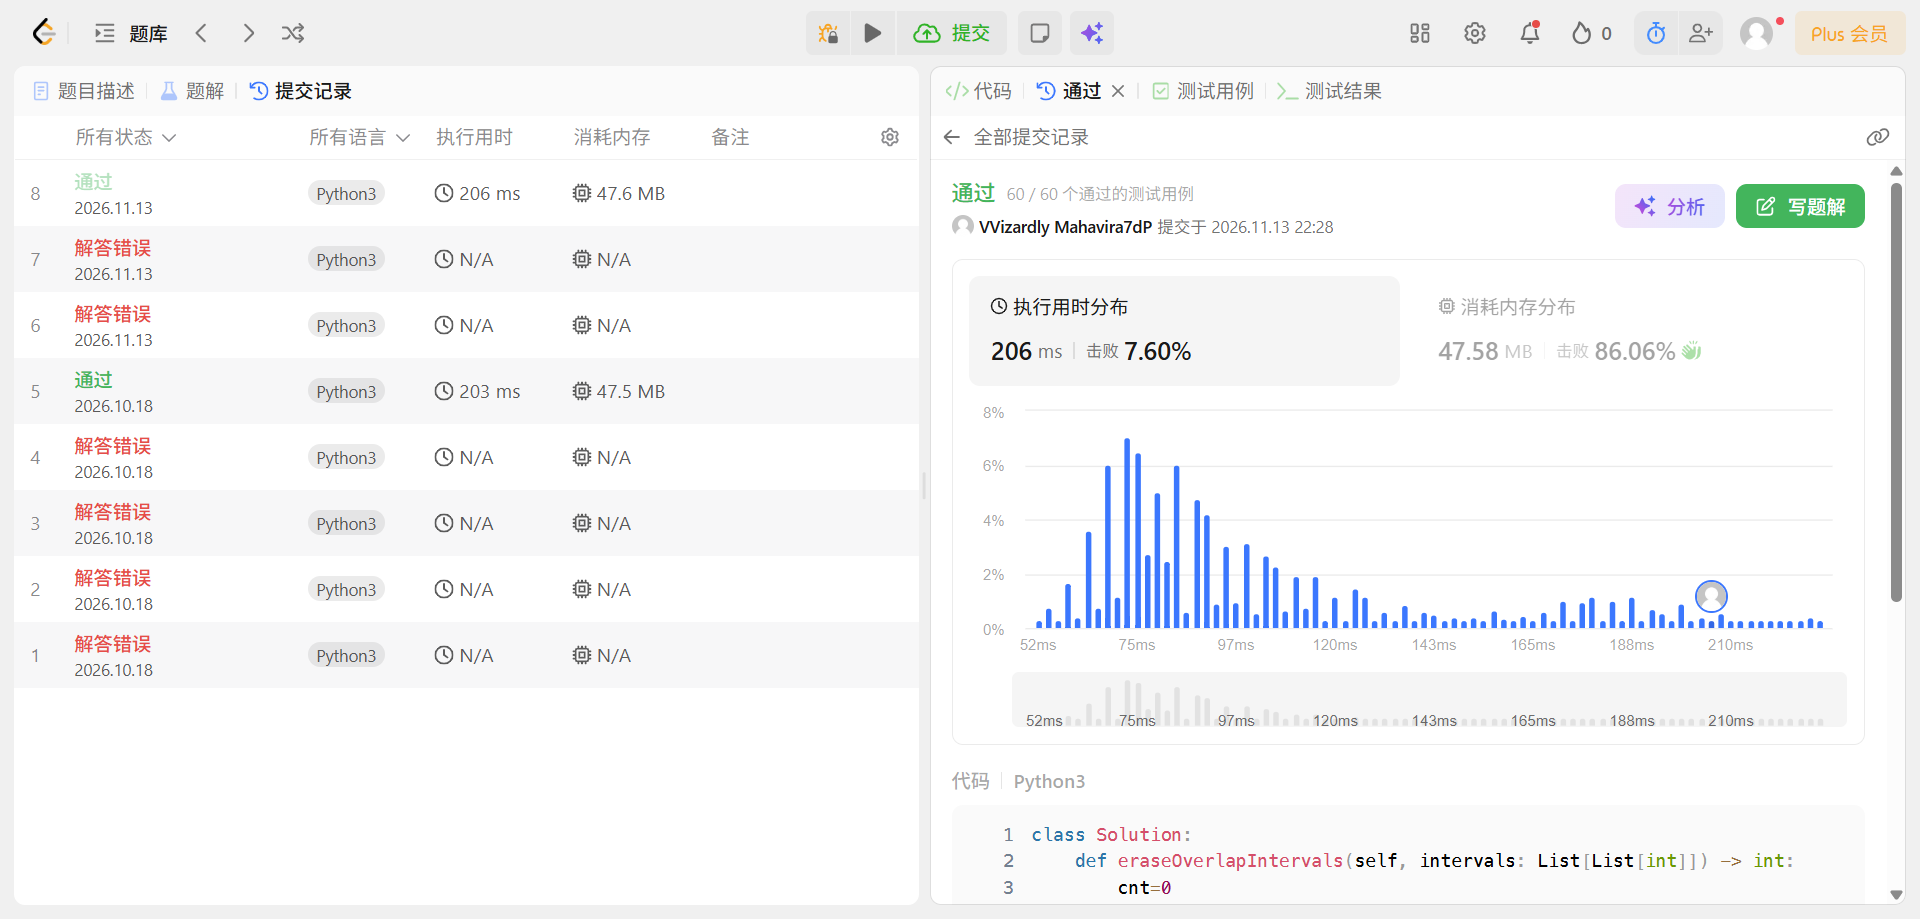 题库
提交
0
Plus 会员
题目描述
题解
提交记录
所有状态 所有语言 执行用时 消耗内存 备注
8 通过 2026.11.13 Python3 206 ms 47.6 MB
7 解答错误 2026.11.13 Python3 N/A N/A
6 解答错误 2026.11.13 Python3 N/A N/A
5 通过 2026.10.18 Python3 203 ms 47.5 MB
4 解答错误 2026.10.18 Python3 N/A N/A
3 解答错误 2026.10.18 Python3 N/A N/A
2 解答错误 2026.10.18 Python3 N/A N/A
1 解答错误 2026.10.18 Python3 N/A N/A
</>代码 通过 测试用例 测试结果
全部提交记录
通过 60 / 60 个通过的测试用例
VVizardly Mahavira7dP 提交于 2026.11.13 22:28
分析
写题解
执行用时分布
206 ms 击败 7.60%
消耗内存分布
47.58 MB 击败 86.06%
8%
6%
4%
2%
0%
52ms 75ms 97ms 120ms 143ms 165ms 188ms 210ms
52ms 75ms 97ms 120ms 143ms 165ms 188ms 210ms
代码 Python3
1 class Solution:
2 def eraseOverlapIntervals(self, intervals: List[List[int]]) -> int:
3 cnt=0